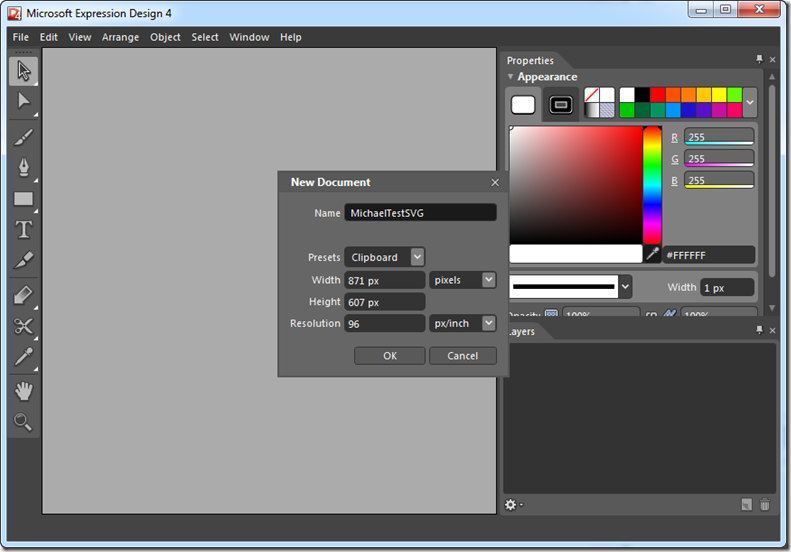 Microsoft Expression Design 4
File Edit View Arrange Object Select Window Help
Properties
Appearance
R 255
G 255
B 255
#FFFFFF
Width 1 px
Opacity 100% 100%
Layers
New Document
Name MichaelTestSVG
Presets Clipboard
Width 871 px pixels
Height 607 px
Resolution 96 px/inch
OK Cancel
T